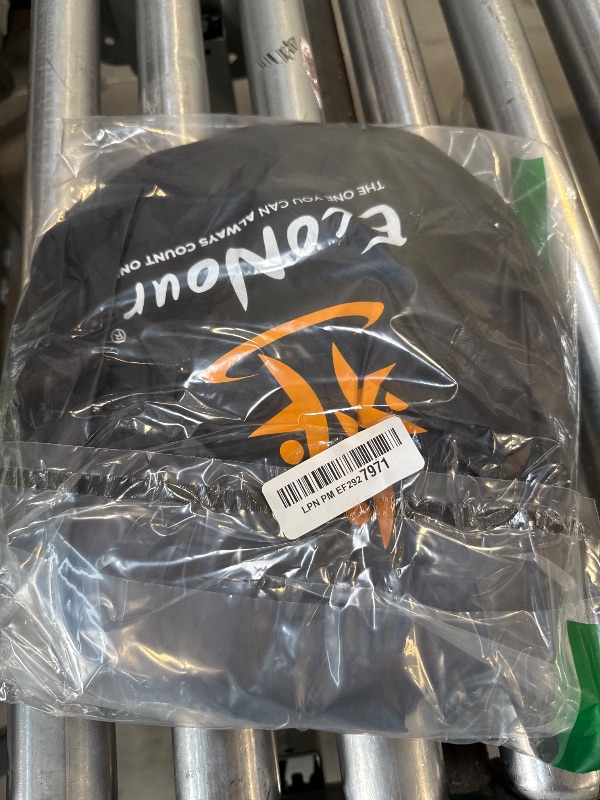 EcoNour®
THE ONE YOU CAN ALWAYS COUNT ON
LPN PM EF2927971